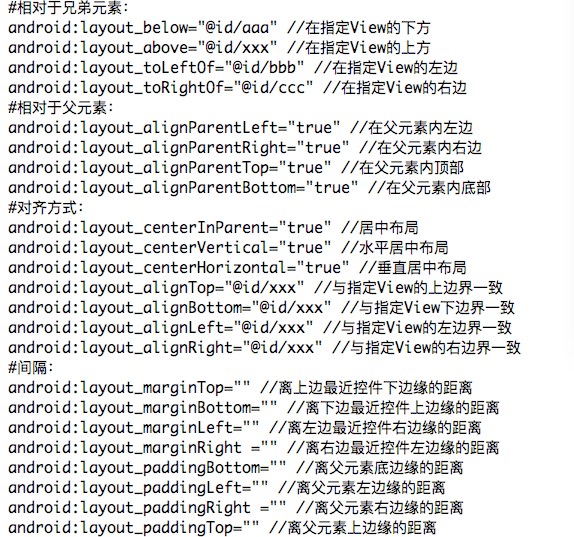 #相对于兄弟元素:
android:layout_below="@id/aaa" //在指定View的下方
android:layout_above="@id/xxx" //在指定View的上方
android:layout_toLeftOf="@id/bbb" //在指定View的左边
android:layout_toRightOf="@id/ccc" //在指定View的右边
#相对于父元素:
android:layout_alignParentLeft="true" //在父元素内左边
android:layout_alignParentRight="true" //在父元素内右边
android:layout_alignParentTop="true" //在父元素内顶部
android:layout_alignParentBottom="true" //在父元素内底部
#对齐方式:
android:layout_centerInParent="true" //居中布局
android:layout_centerVertical="true" //水平居中布局
android:layout_centerHorizontal="true" //垂直居中布局
android:layout_alignTop="@id/xxx" //与指定View的上边界一致
android:layout_alignBottom="@id/xxx" //与指定View下边界一致
android:layout_alignLeft="@id/xxx" //与指定View的左边界一致
android:layout_alignRight="@id/xxx" //与指定View的右边界一致
#间隔:
android:layout_marginTop="" //离上边最近控件下边缘的距离
android:layout_marginBottom="" //离下边最近控件上边缘的距离
android:layout_marginLeft="" //离左边最近控件右边缘的距离
android:layout_marginRight ="" //离右边最近控件左边缘的距离
android:layout_paddingBottom="" //离父元素底边缘的距离
android:layout_paddingLeft="" //离父元素左边缘的距离
android:layout_paddingRight ="" //离父元素右边缘的距离
android:layout_paddingTop="" //离父元素上边缘的距离